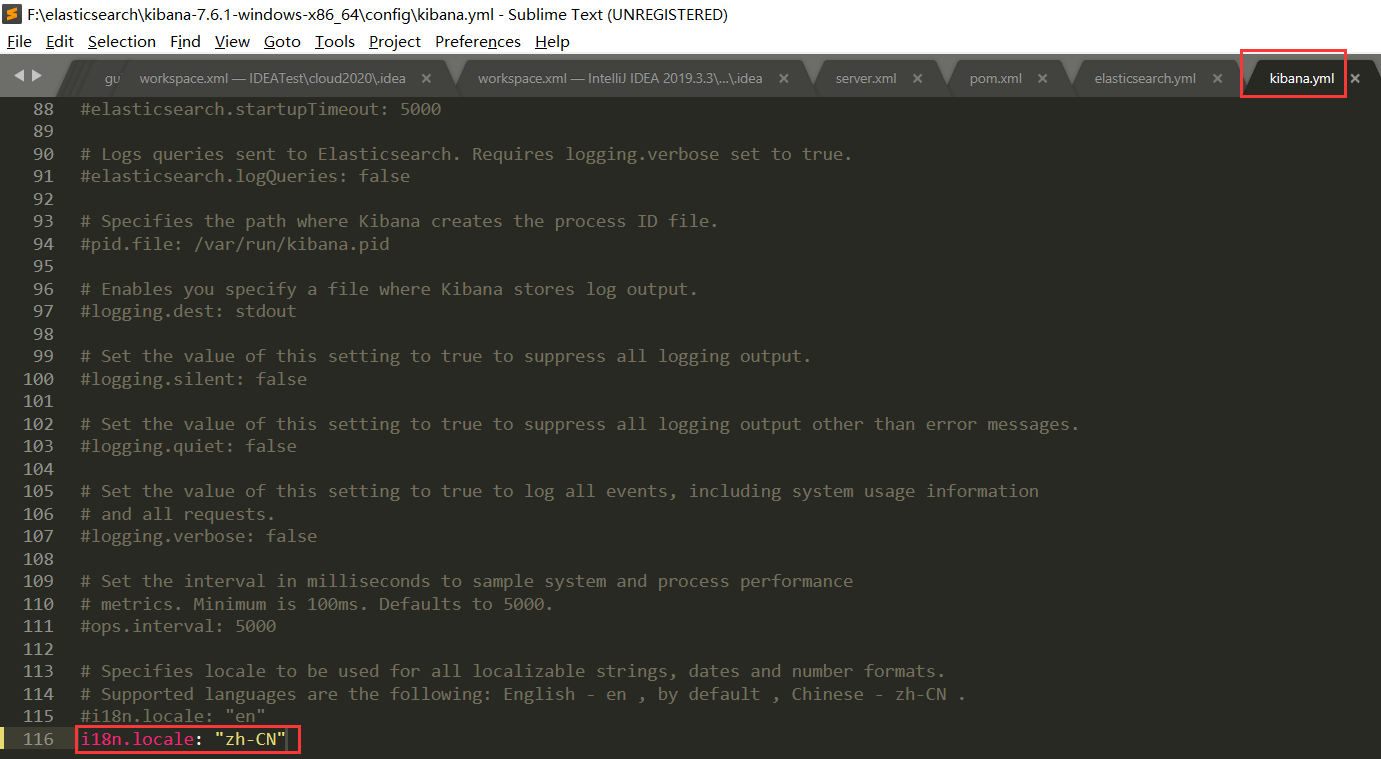 F:\elasticsearch\kibana-7.6.1-windows-x86_64\config\kibana.yml - Sublime Text (UNREGISTERED)
File Edit Selection Find View Goto Tools Project Preferences Help
gu workspace.xml — IDEATest\cloud2020\.idea × workspace.xml — IntelliJ IDEA 2019.3.3\...\.idea × server.xml × pom.xml × elasticsearch.yml × kibana.yml ×
88 #elasticsearch.startupTimeout: 5000
89
90 # Logs queries sent to Elasticsearch. Requires logging.verbose set to true.
91 #elasticsearch.logQueries: false
92
93 # Specifies the path where Kibana creates the process ID file.
94 #pid.file: /var/run/kibana.pid
95
96 # Enables you specify a file where Kibana stores log output.
97 #logging.dest: stdout
98
99 # Set the value of this setting to true to suppress all logging output.
100 #logging.silent: false
101
102 # Set the value of this setting to true to suppress all logging output other than error messages.
103 #logging.quiet: false
104
105 # Set the value of this setting to true to log all events, including system usage information
106 # and all requests.
107 #logging.verbose: false
108
109 # Set the interval in milliseconds to sample system and process performance
110 # metrics. Minimum is 100ms. Defaults to 5000.
111 #ops.interval: 5000
112
113 # Specifies locale to be used for all localizable strings, dates and number formats.
114 # Supported languages are the following: English - en , by default , Chinese - zh-CN .
115 #i18n.locale: "en"
116 i18n.locale: "zh-CN"